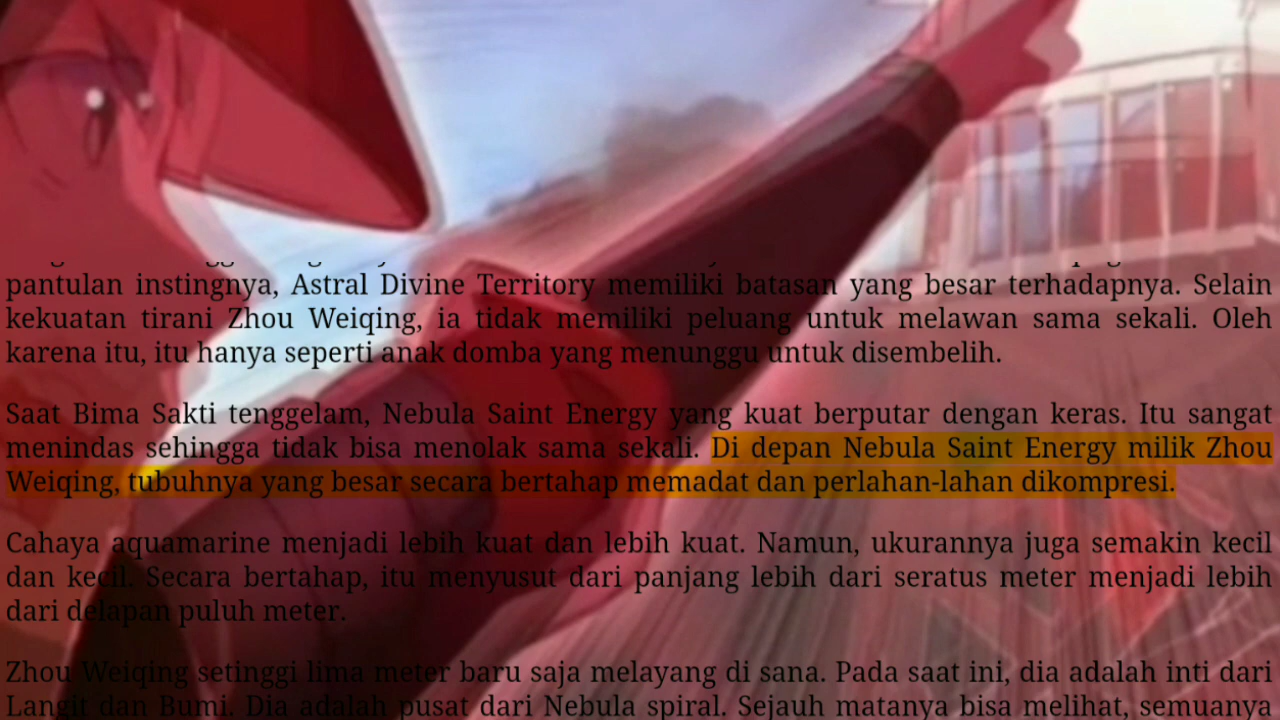 pantulan instingnya, Astral Divine Territory memiliki batasan yang besar terhadapnya. Selain
kekuatan tirani Zhou Weiqing, ia tidak memiliki peluang untuk melawan sama sekali. Oleh
karena itu, itu hanya seperti anak domba yang menunggu untuk disembelih.
Saat Bima Sakti tenggelam, Nebula Saint Energy yang kuat berputar dengan keras. Itu sangat
menindas sehingga tidak bisa menolak sama sekali. Di depan Nebula Saint Energy milik Zhou
Weiqing, tubuhnya yang besar secara bertahap memadat dan perlahan-lahan dikompresi.
Cahaya aquamarine menjadi lebih kuat dan lebih kuat. Namun, ukurannya juga semakin kecil
dan kecil. Secara bertahap, itu menyusut dari panjang lebih dari seratus meter menjadi lebih
dari delapan puluh meter.
Zhou Weiqing setinggi lima meter baru saja melayang di sana. Pada saat ini, dia adalah inti dari
Langit dan Bumi. Dia adalah pusat dari Nebula spiral. Sejauh matanya bisa melihat, semuanya